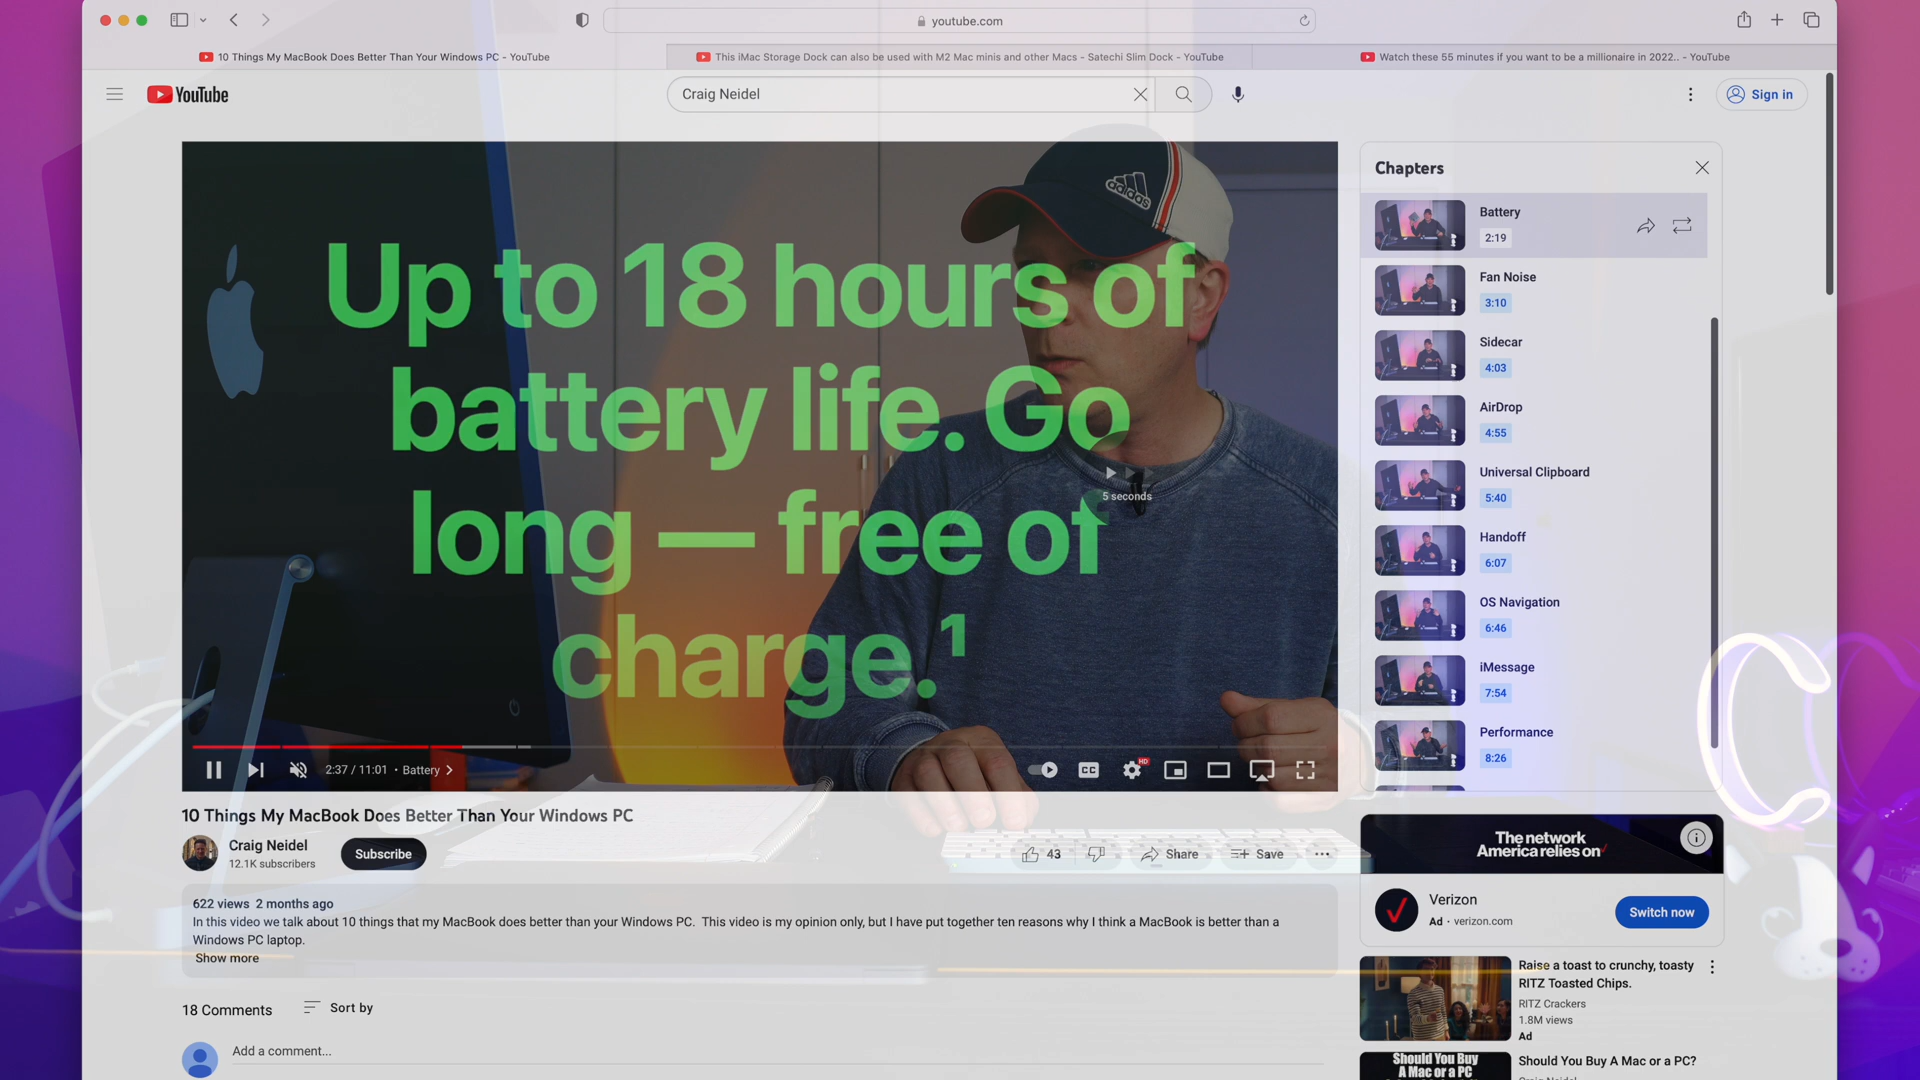 youtube.com
10 Things My MacBook Does Better Than Your Windows PC - YouTube
This iMac Storage Dock can also be used with M2 Mac minis and other Macs - Satechi Slim Dock - YouTube
Watch these 55 minutes if you want to be a millionaire in 2022.. - YouTube
YouTube
Craig Neidel
Sign in
adidas
Up to 18 hours of
battery life. Go
long — free of
charge.¹
5 seconds
2:37 / 11:01 • Battery
CC
HD
Chapters
Battery
2:19
Fan Noise
3:10
Sidecar
4:03
AirDrop
4:55
Universal Clipboard
5:40
Handoff
6:07
OS Navigation
6:46
iMessage
7:54
Performance
8:26
10 Things My MacBook Does Better Than Your Windows PC
Craig Neidel
12.1K subscribers
Subscribe
43
Share
Save
622 views 2 months ago
In this video we talk about 10 things that my MacBook does better than your Windows PC. This video is my opinion only, but I have put together ten reasons why I think a MacBook is better than a
Windows PC laptop.
Show more
18 Comments
Sort by
Add a comment...
The network
America relies on
Verizon
Ad · verizon.com
Switch now
Raise a toast to crunchy, toasty
RITZ Toasted Chips.
RITZ Crackers
1.8M views
Ad
Should You Buy
A Mac or a PC
Should You Buy A Mac or a PC?